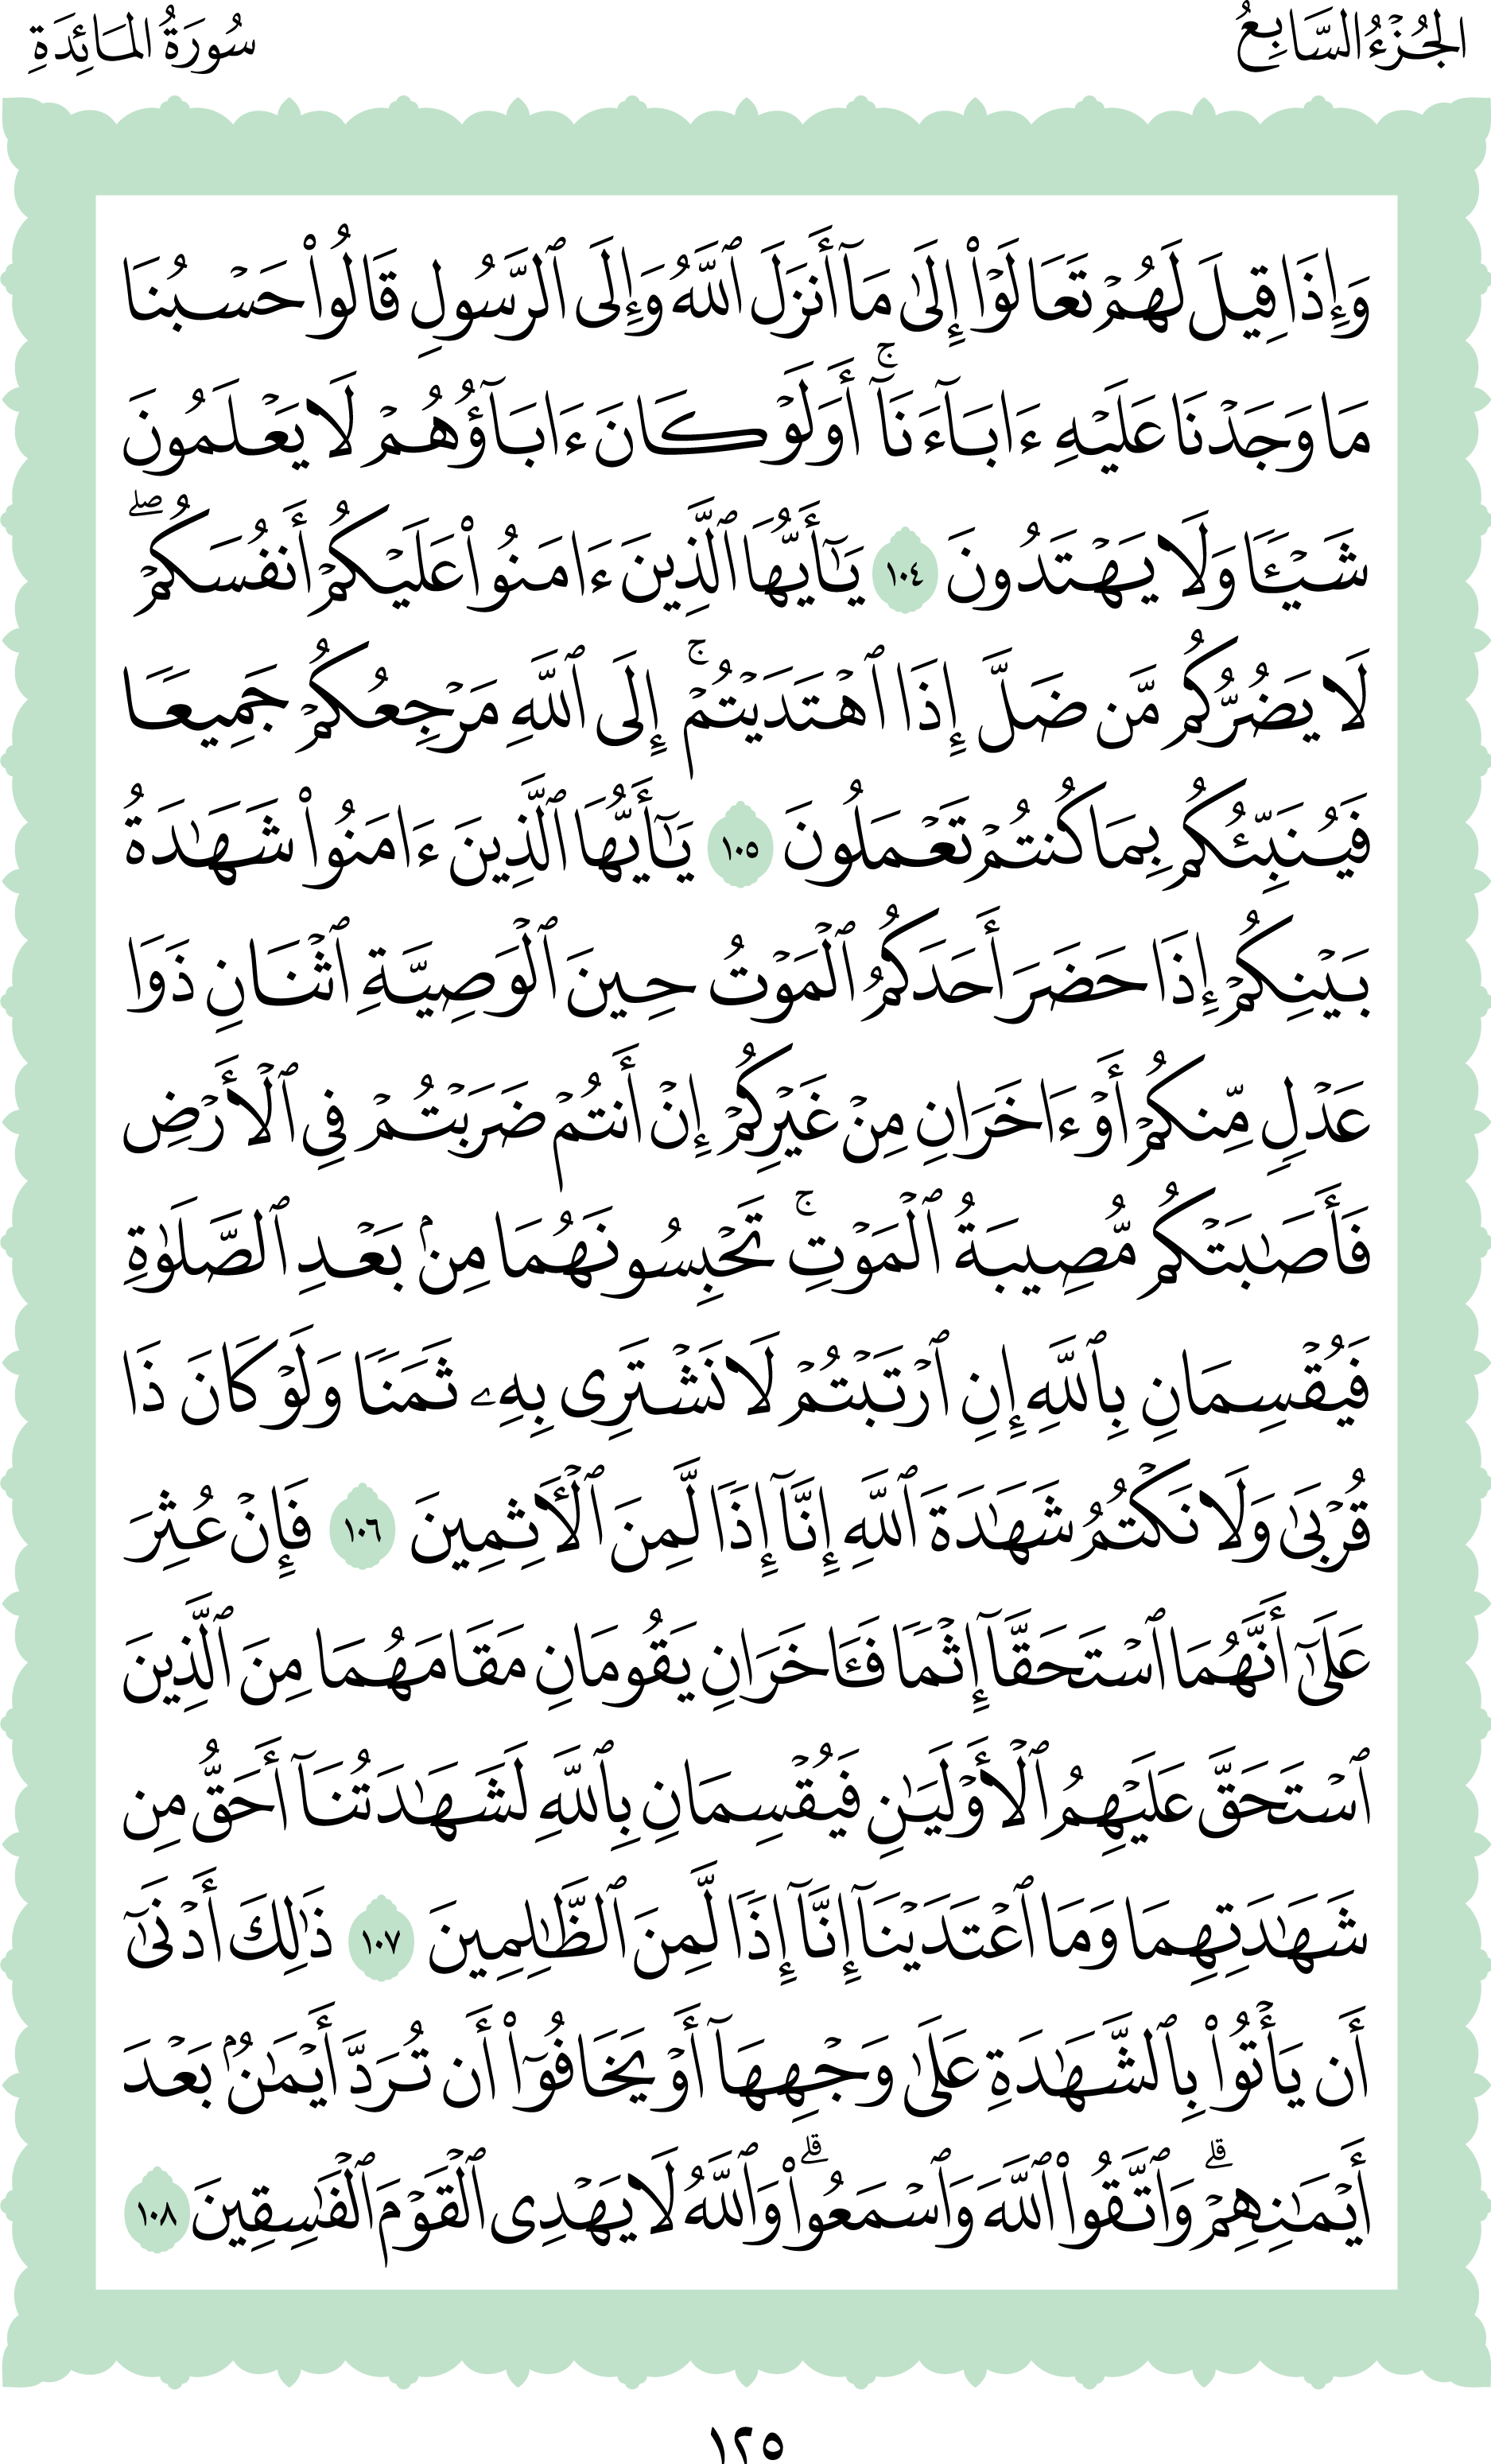 الجُزْءُ السَّابِعُ
سُورَةُ المَائِدَةِ
وَإِذَا قِيلَ لَهُمۡ تَعَالَوۡاْ إِلَىٰ مَآ أَنزَلَ ٱللَّهُ وَإِلَى ٱلرَّسُولِ قَالُواْ حَسۡبُنَا
مَا وَجَدۡنَا عَلَيۡهِ ءَابَآءَنَآۚ أَوَلَوۡ كَانَ ءَابَآؤُهُمۡ لَا يَعۡلَمُونَ
شَيۡـًٔا وَلَا يَهۡتَدُونَ ١٠٤ يَـٰٓأَيُّهَا ٱلَّذِينَ ءَامَنُواْ عَلَيۡكُمۡ أَنفُسَكُمۡۖ
لَا يَضُرُّكُم مَّن ضَلَّ إِذَا ٱهۡتَدَيۡتُمۡۚ إِلَى ٱللَّهِ مَرۡجِعُكُمۡ جَمِيعًا
فَيُنَبِّئُكُم بِمَا كُنتُمۡ تَعۡمَلُونَ ١٠٥ يَـٰٓأَيُّهَا ٱلَّذِينَ ءَامَنُواْ شَهَٰدَةُ
بَيۡنِكُمۡ إِذَا حَضَرَ أَحَدَكُمُ ٱلۡمَوۡتُ حِينَ ٱلۡوَصِيَّةِ ٱثۡنَانِ ذَوَا
عَدۡلٖ مِّنكُمۡ أَوۡ ءَاخَرَانِ مِنۡ غَيۡرِكُمۡ إِنۡ أَنتُمۡ ضَرَبۡتُمۡ فِي ٱلۡأَرۡضِ
فَأَصَٰبَتۡكُم مُّصِيبَةُ ٱلۡمَوۡتِۚ تَحۡبِسُونَهُمَا مِنۢ بَعۡدِ ٱلصَّلَوٰةِ
فَيُقۡسِمَانِ بِٱللَّهِ إِنِ ٱرۡتَبۡتُمۡ لَا نَشۡتَرِي بِهِۦ ثَمَنٗا وَلَوۡ كَانَ ذَا
قُرۡبَىٰ وَلَا نَكۡتُمُ شَهَٰدَةَ ٱللَّهِ إِنَّآ إِذٗا لَّمِنَ ٱلۡأٓثِمِينَ ١٠٦ فَإِنۡ عُثِرَ
عَلَىٰٓ أَنَّهُمَا ٱسۡتَحَقَّآ إِثۡمٗا فَـَٔاخَرَانِ يَقُومَانِ مَقَامَهُمَا مِنَ ٱلَّذِينَ
ٱسۡتَحَقَّ عَلَيۡهِمُ ٱلۡأَوۡلَيَٰنِ فَيُقۡسِمَانِ بِٱللَّهِ لَشَهَٰدَتُنَآ أَحَقُّ مِن
شَهَٰدَتِهِمَا وَمَا ٱعۡتَدَيۡنَآ إِنَّآ إِذٗا لَّمِنَ ٱلظَّٰلِمِينَ ١٠٧ ذَٰلِكَ أَدۡنَىٰٓ
أَن يَأۡتُواْ بِٱلشَّهَٰدَةِ عَلَىٰ وَجۡهِهَآ أَوۡ يَخَافُوٓاْ أَن تُرَدَّ أَيۡمَٰنُۢ بَعۡدَ
أَيۡمَٰنِهِمۡۗ وَٱتَّقُواْ ٱللَّهَ وَٱسۡمَعُواْۗ وَٱللَّهُ لَا يَهۡدِي ٱلۡقَوۡمَ ٱلۡفَٰسِقِينَ ١٠٨
١٢٥